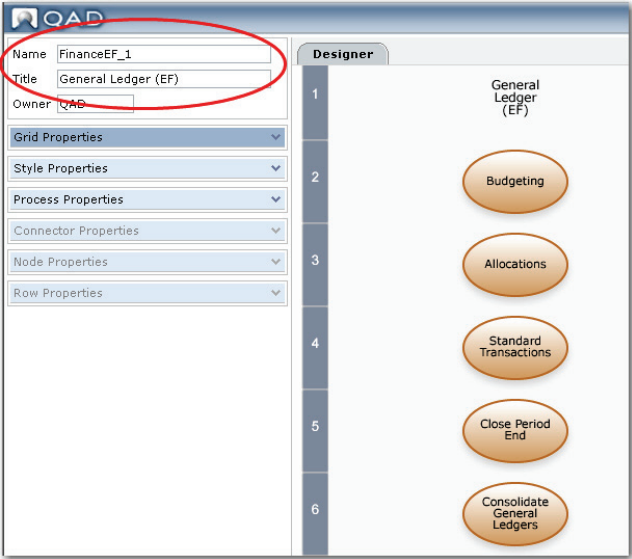 QAD
Name FinanceEF_1
Title General Ledger (EF)
Owner QAD
Grid Properties
Style Properties
Process Properties
Connector Properties
Node Properties
Row Properties
Designer
1
General
Ledger
(EF)
2
Budgeting
3
Allocations
4
Standard
Transactions
5
Close Period
End
6
Consolidate
General
Ledgers